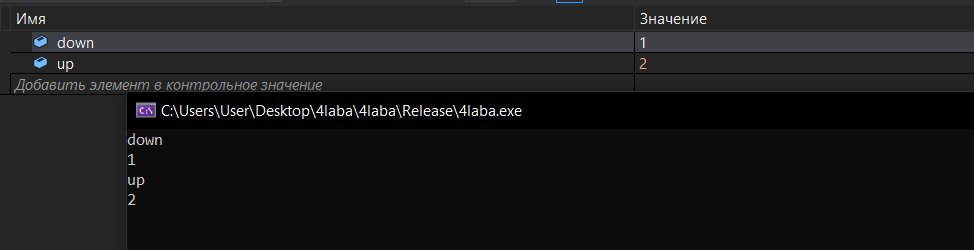 Имя Значение
down 1
up 2
Добавить элемент в контрольное значение
C:\Users\User\Desktop\4laba\4laba\Release\4laba.exe
down
1
up
2